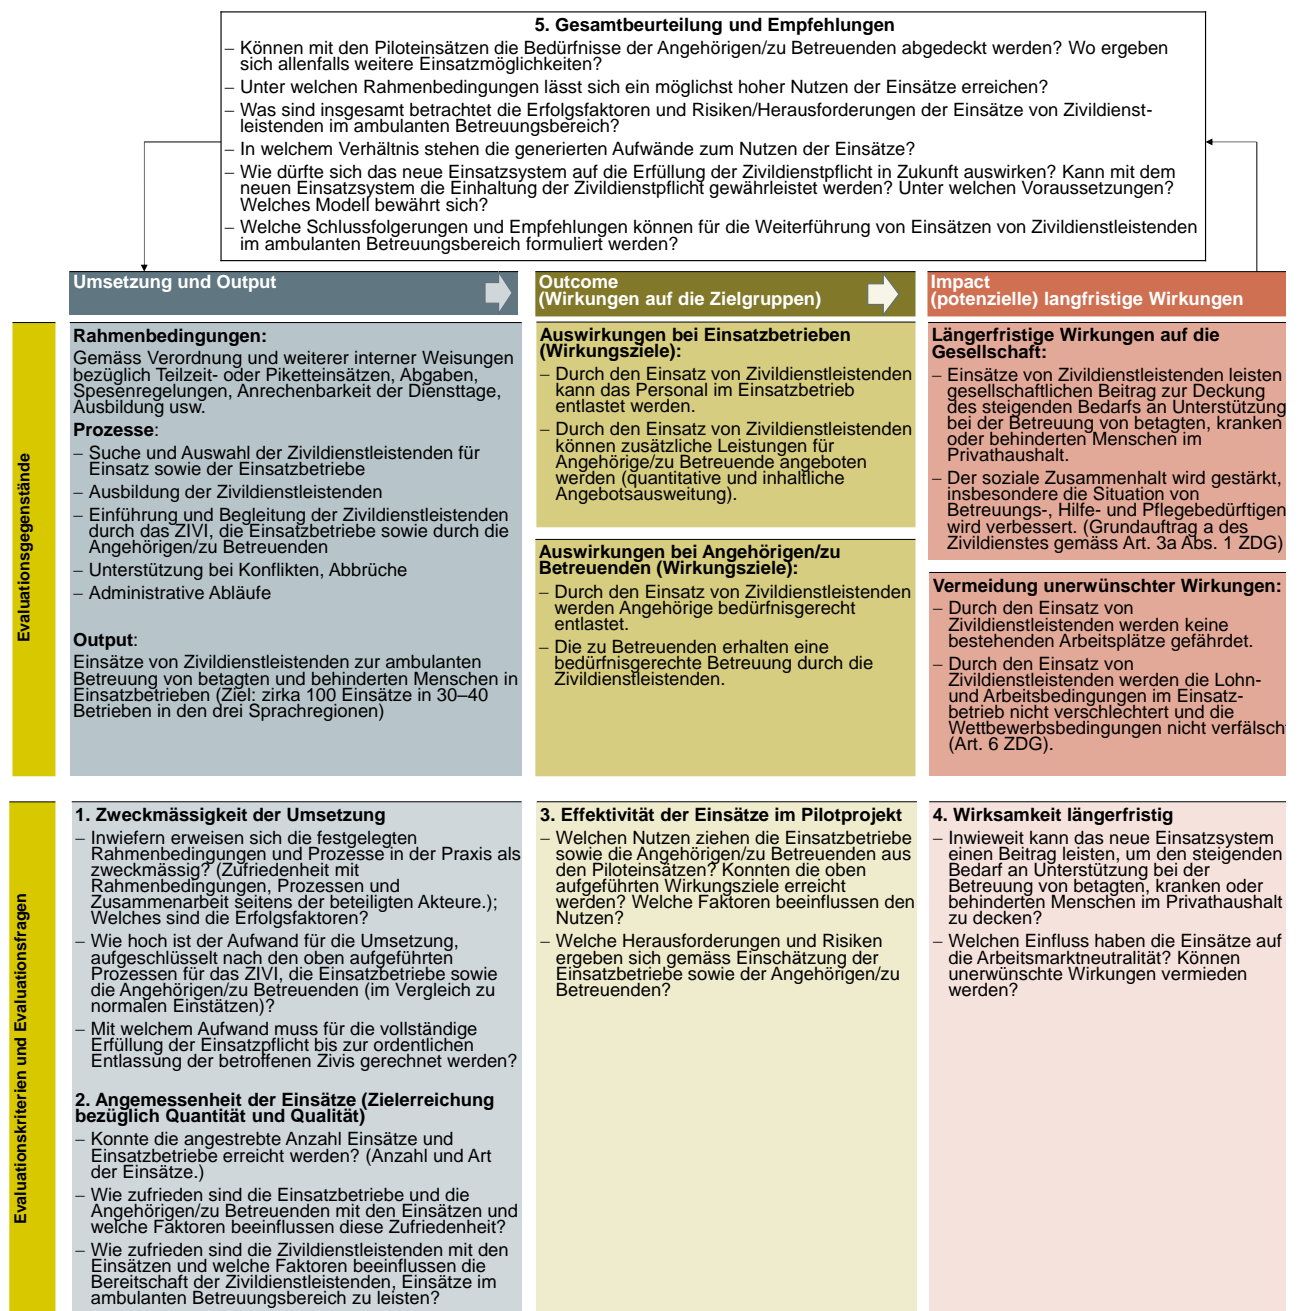 5. Gesamtbeurteilung und Empfehlungen
– Können mit den Piloteinsätzen die Bedürfnisse der Angehörigen/zu Betreuenden abgedeckt werden? Wo ergeben
sich allenfalls weitere Einsatzmöglichkeiten?
– Unter welchen Rahmenbedingungen lässt sich ein möglichst hoher Nutzen der Einsätze erreichen?
– Was sind insgesamt betrachtet die Erfolgsfaktoren und Risiken/Herausforderungen der Einsätze von Zivildienst-
leistenden im ambulanten Betreuungsbereich?
– In welchem Verhältnis stehen die generierten Aufwände zum Nutzen der Einsätze?
– Wie dürfte sich das neue Einsatzsystem auf die Erfüllung der Zivildienstpflicht in Zukunft auswirken? Kann mit dem
neuen Einsatzsystem die Einhaltung der Zivildienstpflicht gewährleistet werden? Unter welchen Voraussetzungen?
Welches Modell bewährt sich?
– Welche Schlussfolgerungen und Empfehlungen können für die Weiterführung von Einsätzen von Zivildienstleistenden
im ambulanten Betreuungsbereich formuliert werden?
Umsetzung und Output
Outcome
(Wirkungen auf die Zielgruppen)
Impact
(potenzielle) langfristige Wirkungen
Evaluationsgegenstände
Rahmenbedingungen:
Gemäss Verordnung und weiterer interner Weisungen
bezüglich Teilzeit- oder Piketteinsätzen, Abgaben,
Spesenregelungen, Anrechenbarkeit der Diensttage,
Ausbildung usw.
Prozesse:
– Suche und Auswahl der Zivildienstleistenden für
Einsatz sowie der Einsatzbetriebe
– Ausbildung der Zivildienstleistenden
– Einführung und Begleitung der Zivildienstleistenden
durch das ZIVI, die Einsatzbetriebe sowie durch die
Angehörigen/zu Betreuenden
– Unterstützung bei Konflikten, Abbrüche
– Administrative Abläufe
Output:
Einsätze von Zivildienstleistenden zur ambulanten
Betreuung von betagten und behinderten Menschen in
Einsatzbetrieben (Ziel: zirka 100 Einsätze in 30–40
Betrieben in den drei Sprachregionen)
Auswirkungen bei Einsatzbetrieben
(Wirkungsziele):
– Durch den Einsatz von Zivildienstleistenden
kann das Personal im Einsatzbetrieb
entlastet werden.
– Durch den Einsatz von Zivildienstleistenden
können zusätzliche Leistungen für
Angehörige/zu Betreuende angeboten
werden (quantitative und inhaltliche
Angebotsausweitung).
Auswirkungen bei Angehörigen/zu
Betreuenden (Wirkungsziele):
– Durch den Einsatz von Zivildienstleistenden
werden Angehörige bedürfnisgerecht
entlastet.
– Die zu Betreuenden erhalten eine
bedürfnisgerechte Betreuung durch die
Zivildienstleistenden.
Längerfristige Wirkungen auf die
Gesellschaft:
– Einsätze von Zivildienstleistenden leisten
gesellschaftlichen Beitrag zur Deckung
des steigenden Bedarfs an Unterstützung
bei der Betreuung von betagten, kranken
oder behinderten Menschen im
Privathaushalt.
– Der soziale Zusammenhalt wird gestärkt,
insbesondere die Situation von
Betreuungs-, Hilfe- und Pflegebedürftigen
wird verbessert. (Grundauftrag a des
Zivildienstes gemäss Art. 3a Abs. 1 ZDG)
Vermeidung unerwünschter Wirkungen:
– Durch den Einsatz von
Zivildienstleistenden werden keine
bestehenden Arbeitsplätze gefährdet.
– Durch den Einsatz von
Zivildienstleistenden werden die Lohn-
und Arbeitsbedingungen im Einsatz-
betrieb nicht verschlechtert und die
Wettbewerbsbedingungen nicht verfälscht
(Art. 6 ZDG).
Evaluationskriterien und Evaluationsfragen
1. Zweckmässigkeit der Umsetzung
– Inwiefern erweisen sich die festgelegten
Rahmenbedingungen und Prozesse in der Praxis als
zweckmässig? (Zufriedenheit mit
Rahmenbedingungen, Prozessen und
Zusammenarbeit seitens der beteiligten Akteure.);
Welches sind die Erfolgsfaktoren?
– Wie hoch ist der Aufwand für die Umsetzung,
aufgeschlüsselt nach den oben aufgeführten
Prozessen für das ZIVI, die Einsatzbetriebe sowie
die Angehörigen/zu Betreuenden (im Vergleich zu
normalen Einstätzen)?
– Mit welchem Aufwand muss für die vollständige
Erfüllung der Einsatzpflicht bis zur ordentlichen
Entlassung der betroffenen Zivis gerechnet werden?
2. Angemessenheit der Einsätze (Zielerreichung
bezüglich Quantität und Qualität)
– Konnte die angestrebte Anzahl Einsätze und
Einsatzbetriebe erreicht werden? (Anzahl und Art
der Einsätze.)
– Wie zufrieden sind die Einsatzbetriebe und die
Angehörigen/zu Betreuenden mit den Einsätzen und
welche Faktoren beeinflussen diese Zufriedenheit?
– Wie zufrieden sind die Zivildienstleistenden mit den
Einsätzen und welche Faktoren beeinflussen die
Bereitschaft der Zivildienstleistenden, Einsätze im
ambulanten Betreuungsbereich zu leisten?
3. Effektivität der Einsätze im Pilotprojekt
– Welchen Nutzen ziehen die Einsatzbetriebe
sowie die Angehörigen/zu Betreuenden aus
den Piloteinsätzen? Konnten die oben
aufgeführten Wirkungsziele erreicht
werden? Welche Faktoren beeinflussen den
Nutzen?
– Welche Herausforderungen und Risiken
ergeben sich gemäss Einschätzung der
Einsatzbetriebe sowie der Angehörigen/zu
Betreuenden?
4. Wirksamkeit längerfristig
– Inwieweit kann das neue Einsatzsystem
einen Beitrag leisten, um den steigenden
Bedarf an Unterstützung bei der
Betreuung von betagten, kranken oder
behinderten Menschen im Privathaushalt
zu decken?
– Welchen Einfluss haben die Einsätze auf
die Arbeitsmarktneutralität? Können
unerwünschte Wirkungen vermieden
werden?